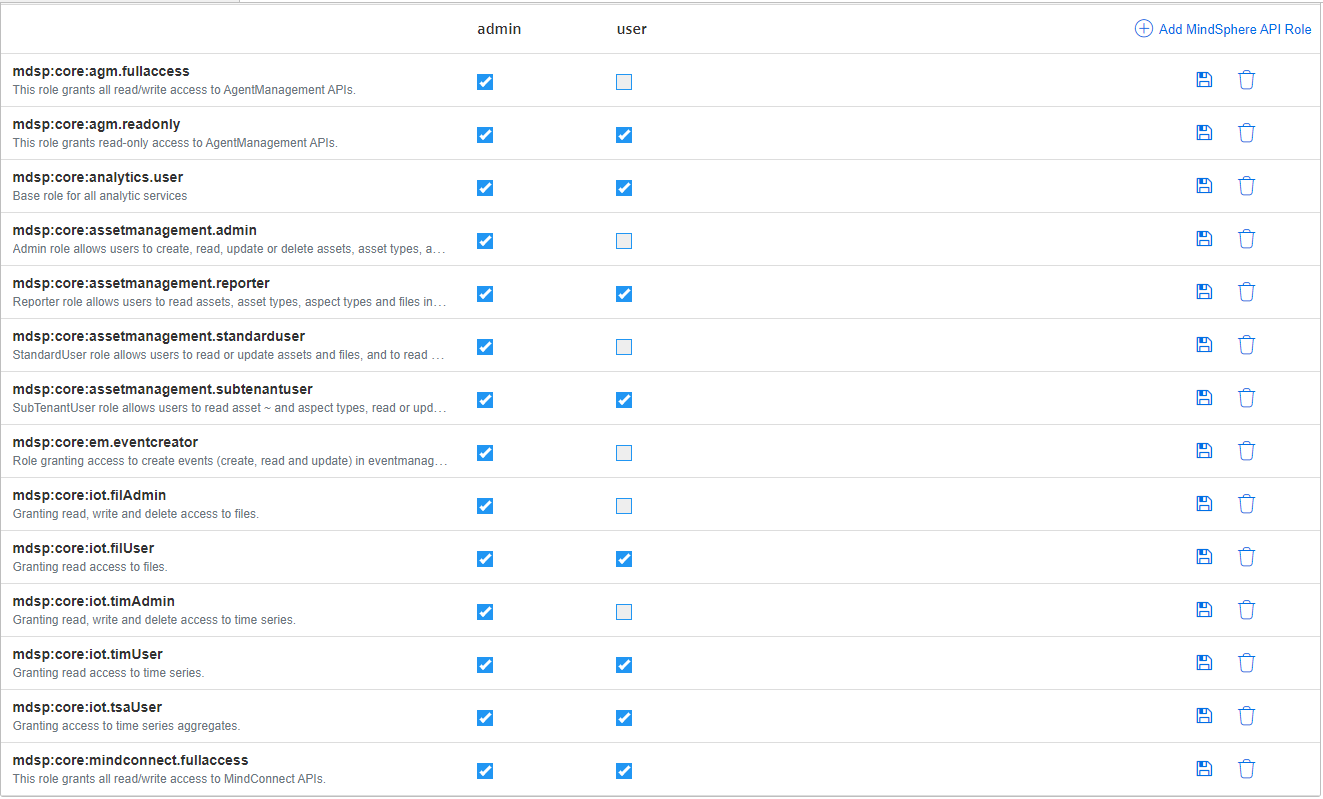 admin user Add MindSphere API Role
mdsp:core:agm.fullaccess
This role grants all read/write access to AgentManagement APIs.
mdsp:core:agm.readonly
This role grants read-only access to AgentManagement APIs.
mdsp:core:analytics.user
Base role for all analytic services
mdsp:core:assetmanagement.admin
Admin role allows users to create, read, update or delete assets, asset types, a…
mdsp:core:assetmanagement.reporter
Reporter role allows users to read assets, asset types, aspect types and files in…
mdsp:core:assetmanagement.standarduser
StandardUser role allows users to read or update assets and files, and to read …
mdsp:core:assetmanagement.subtenantuser
SubTenantUser role allows users to read asset ~ and aspect types, read or upd…
mdsp:core:em.eventcreator
Role granting access to create events (create, read and update) in eventmanag…
mdsp:core:iot.filAdmin
Granting read, write and delete access to files.
mdsp:core:iot.filUser
Granting read access to files.
mdsp:core:iot.timAdmin
Granting read, write and delete access to time series.
mdsp:core:iot.timUser
Granting read access to time series.
mdsp:core:iot.tsaUser
Granting access to time series aggregates.
mdsp:core:mindconnect.fullaccess
This role grants all read/write access to MindConnect APIs.